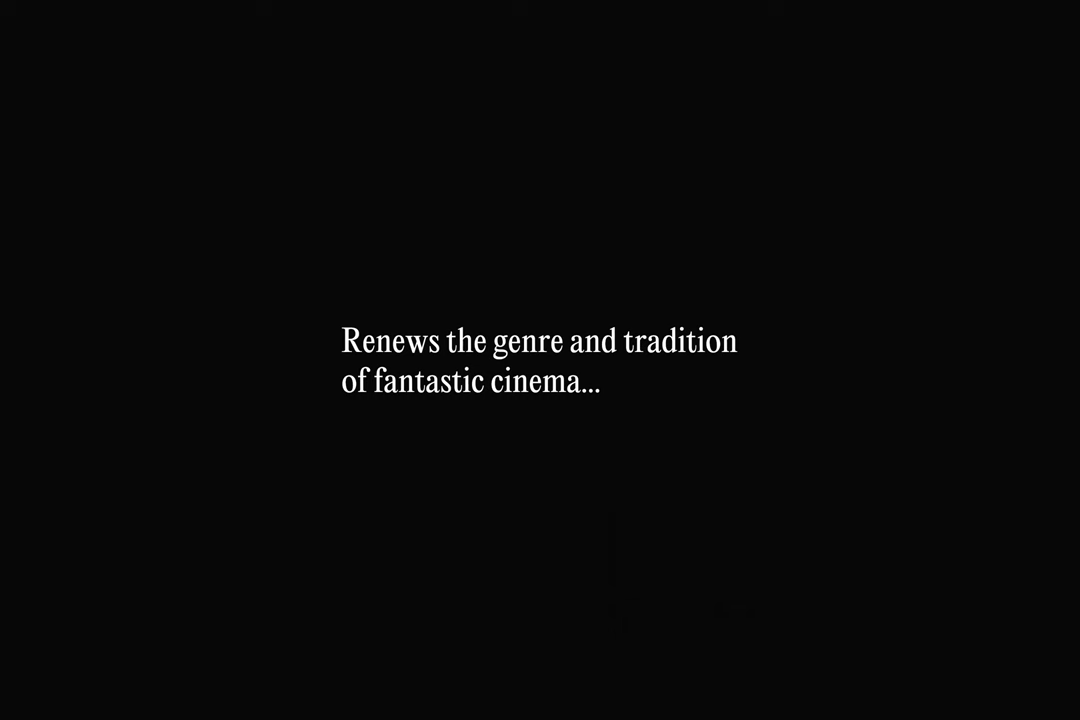 Renews the genre and tradition
of fantastic cinema...